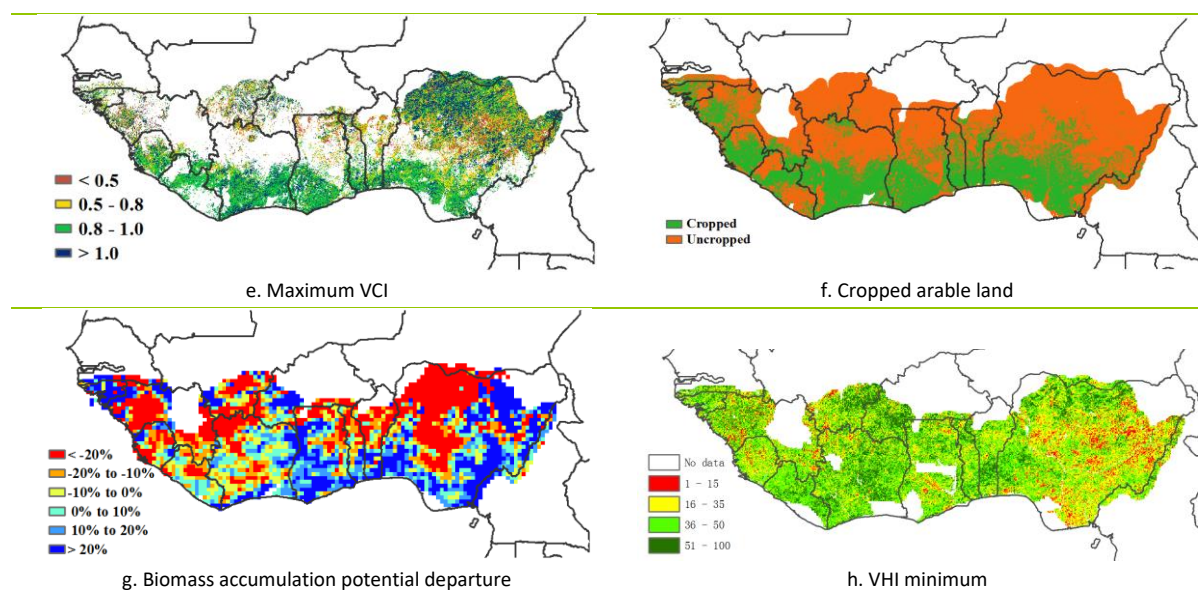 < 0.5
0.5 - 0.8
0.8 - 1.0
> 1.0
e. Maximum VCI
Cropped
Uncropped
f. Cropped arable land
< -20%
-20% to -10%
-10% to 0%
0% to 10%
10% to 20%
> 20%
g. Biomass accumulation potential departure
No data
1 - 15
16 - 35
36 - 50
51 - 100
h. VHI minimum